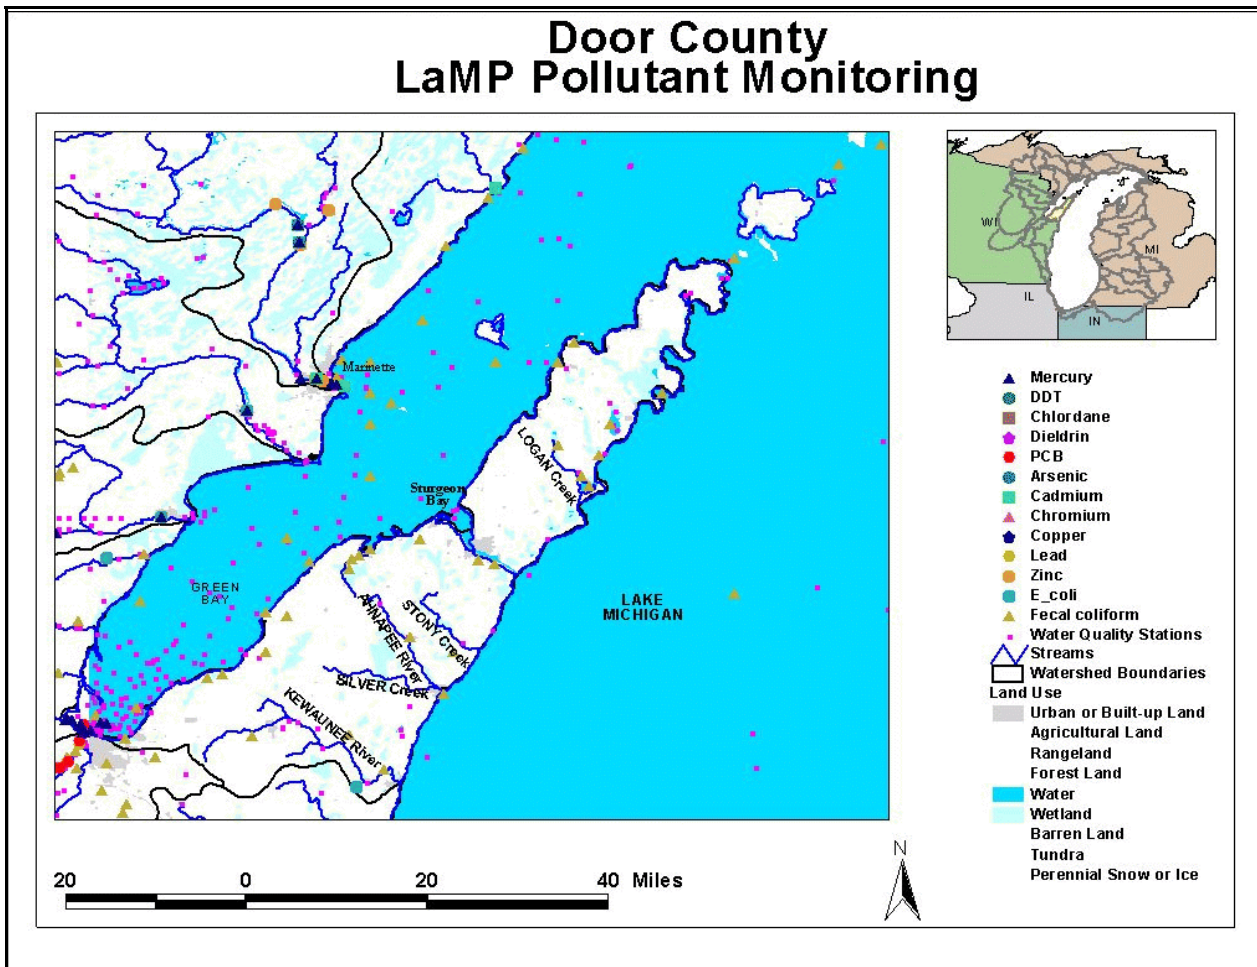 Door County
LaMP Pollutant Monitoring
WI
MI
IL
IN
Marinette
LOGAN Creek
Sturgeon
Bay
GREEN
BAY
LAKE
MICHIGAN
AHNAPEE River
STONY Creek
SILVER Creek
KEWAUNEE River
Mercury
DDT
Chlordane
Dieldrin
PCB
Arsenic
Cadmium
Chromium
Copper
Lead
Zinc
E_coli
Fecal coliform
Water Quality Stations
Streams
Watershed Boundaries
Land Use
Urban or Built-up Land
Agricultural Land
Rangeland
Forest Land
Water
Wetland
Barren Land
Tundra
Perennial Snow or Ice
N
20 0 20 40 Miles